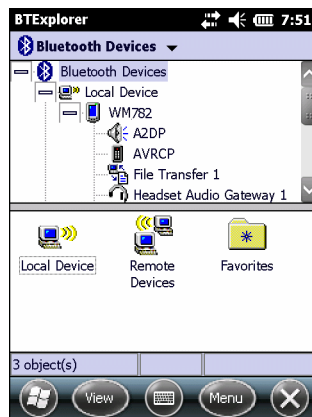 BTExplorer 7:51
Bluetooth Devices
Bluetooth Devices
Local Device
WM782
A2DP
AVRCP
File Transfer 1
Headset Audio Gateway 1
Local Device
Remote Devices
Favorites
3 object(s)
View Menu